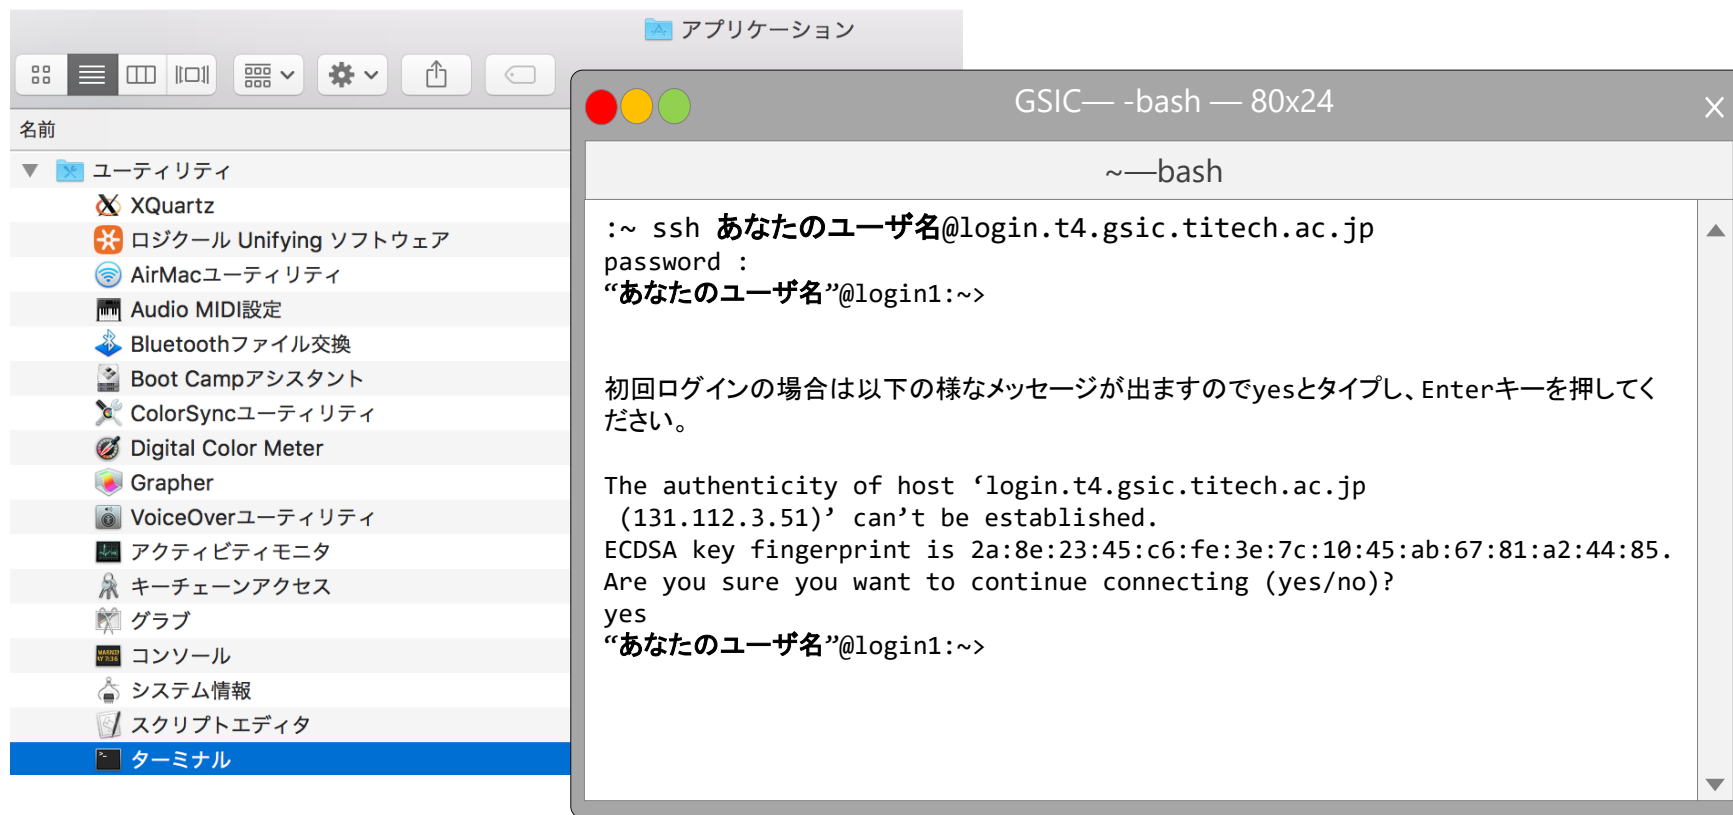 アプリケーション
名前
ユーティリティ
XQuartz
ロジクール Unifying ソフトウェア
AirMacユーティリティ
Audio MIDI設定
Bluetoothファイル交換
Boot Campアシスタント
ColorSyncユーティリティ
Digital Color Meter
Grapher
VoiceOverユーティリティ
アクティビティモニタ
キーチェーンアクセス
グラブ
コンソール
システム情報
スクリプトエディタ
ターミナル
GSIC— -bash — 80x24
X
~—bash
:~ ssh あなたのユーザ名@login.t4.gsic.titech.ac.jp
password :
“あなたのユーザ名”@login1:~>
初回ログインの場合は以下の様なメッセージが出ますのでyesとタイプし、Enterキーを押してく
ださい。
The authenticity of host ‘login.t4.gsic.titech.ac.jp
(131.112.3.51)’ can’t be established.
ECDSA key fingerprint is 2a:8e:23:45:c6:fe:3e:7c:10:45:ab:67:81:a2:44:85.
Are you sure you want to continue connecting (yes/no)?
yes
“あなたのユーザ名”@login1:~>